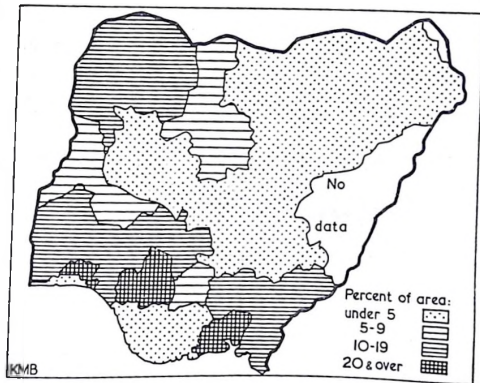 No
data
Percent of area:
under 5
5-9
10-19
20 & over
KMB